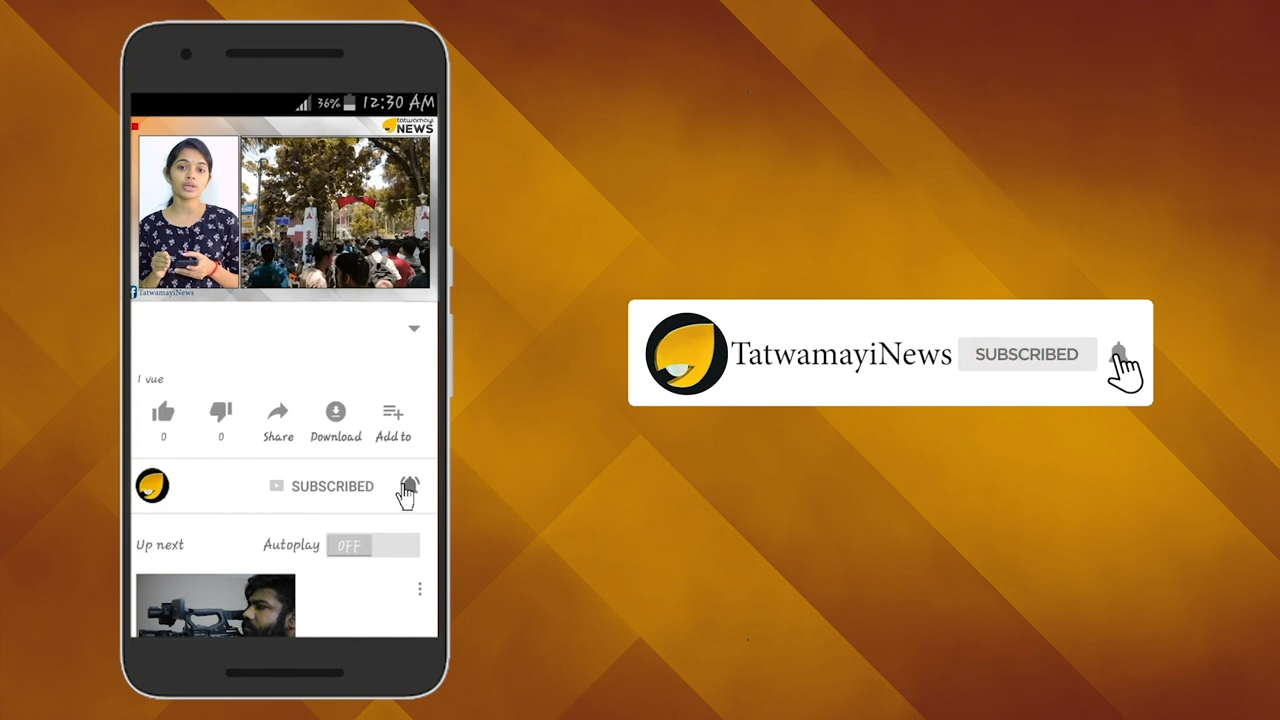 36% 12:30 AM
tatwamayi
NEWS
TatwamayiNews
1 vue
0 0 Share Download Add to
SUBSCRIBED
Up next Autoplay OFF
TatwamayiNews SUBSCRIBED